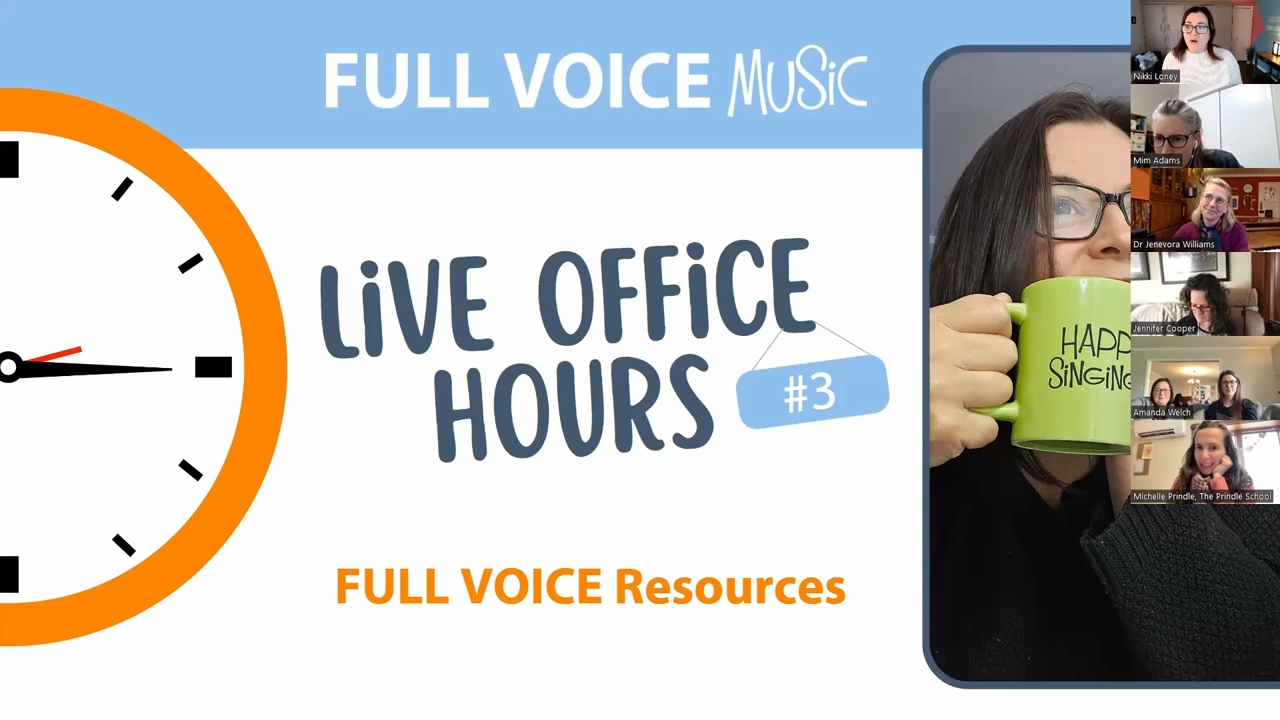 FULL VOICE MUSiC
LiVE OFFiCE
HOURS
#3
FULL VOICE Resources
HAPP
SiNGiNG
Nikki Loney
Mim Adams
Dr Jenevora Williams
Jennifer Cooper
Amanda Welch
Michelle Prindle, The Prindle School